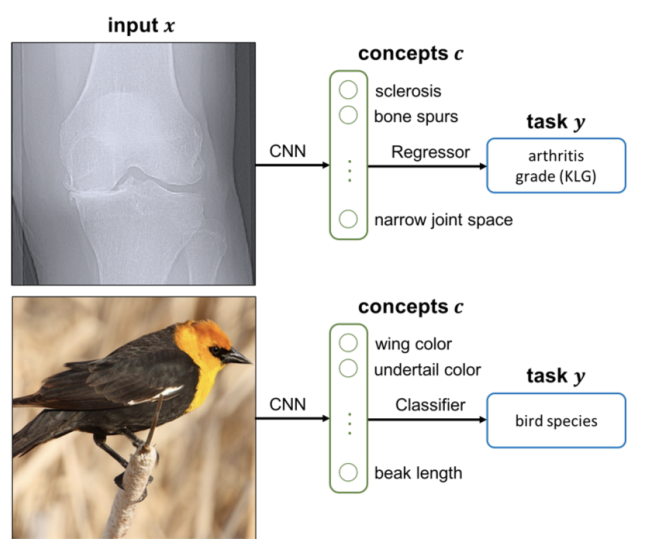 input x
concepts c
sclerosis
bone spurs
narrow joint space
CNN
Regressor
task y
arthritis
grade (KLG)
concepts c
wing color
undertail color
beak length
CNN
Classifier
task y
bird species